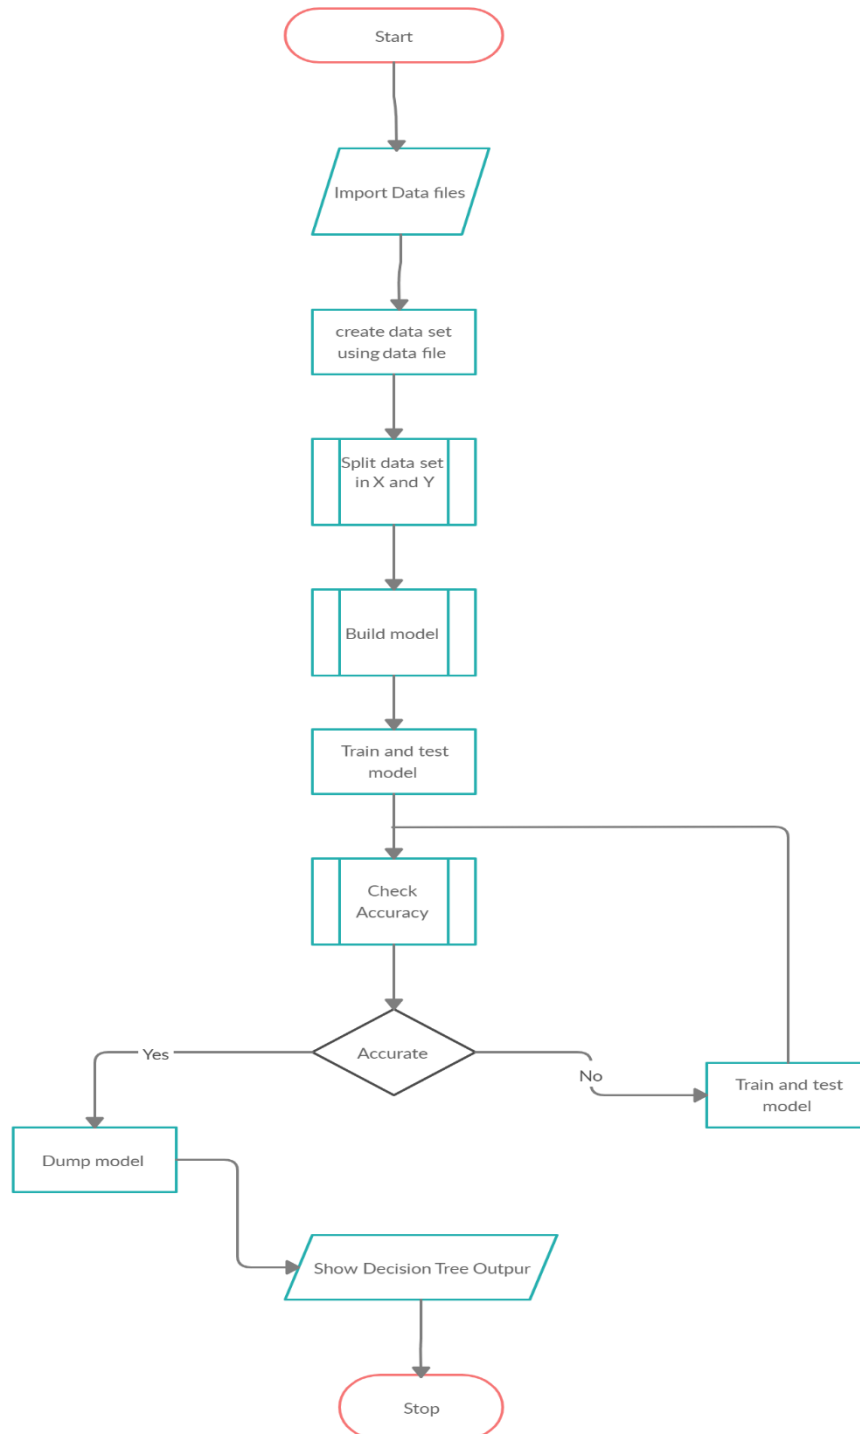 Start
Import Data files
create data set
using data file
Split data set
in X and Y
Build model
Train and test
model
Check
Accuracy
Accurate
Yes
No
Train and test
model
Dump model
Show Decision Tree Outpur
Stop